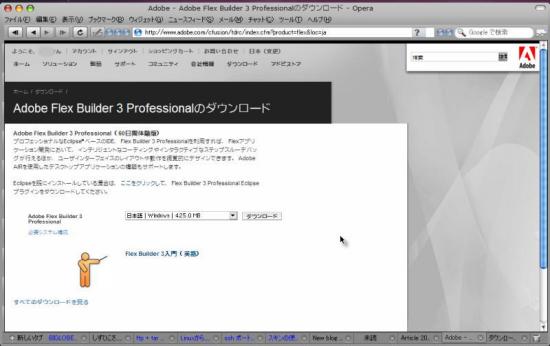 Adobe - Adobe Flex Builder 3 Professionalのダウンロード - Opera
ファイル(F) 編集(E) 表示(V) ブックマーク(B) ウィジェット(G) ニュースフィード(S) メール(M) チャット(C) ツール(T) ヘルプ(H)
http://www.adobe.com/cfusion/tdrc/index.cfm?product=flex&loc=ja
? Google で検索
ようこそ、 アカウント サインアウト ショッピングカート お問い合わせ 日本 (変更)
検索
ホーム ソリューション 製品 サポート コミュニティ 会社情報 ダウンロード アドビストア
Adobe
ホーム / ダウンロード /
Adobe Flex Builder 3 Professionalのダウンロード
Adobe Flex Builder 3 Professional (60日間体験版)
プロフェッショナルなEclipse®ベースのIDE、Flex Builder 3 Professionalを利用すれば、Flexアプリ
ケーション開発において、インテリジェントなコーディングやインタラクティブなステップスルーデバッ
グが行えるほか、ユーザインターフェイスのレイアウトや動作を視覚的にデザインできます。Adobe
AIRを使用したデスクトップアプリケーションの構築もサポートします。
Eclipseを既にインストールしている場合は、ここをクリックして、Flex Builder 3 Professional Eclipse
プラグインをダウンロードしてください。
Adobe Flex Builder 3
Professional
日本語 | Windows | 425.0 MB ダウンロード
必要システム構成
Flex Builder 3入門 (英語)
すべてのダウンロードを見る
新しいタブ BIGLOBE... しずひこさ... ftp + tar ... Linuxから... ssh ポート... スキンの使... New blog ... 未読 Article 20... Adobe - ... ダウンロー...